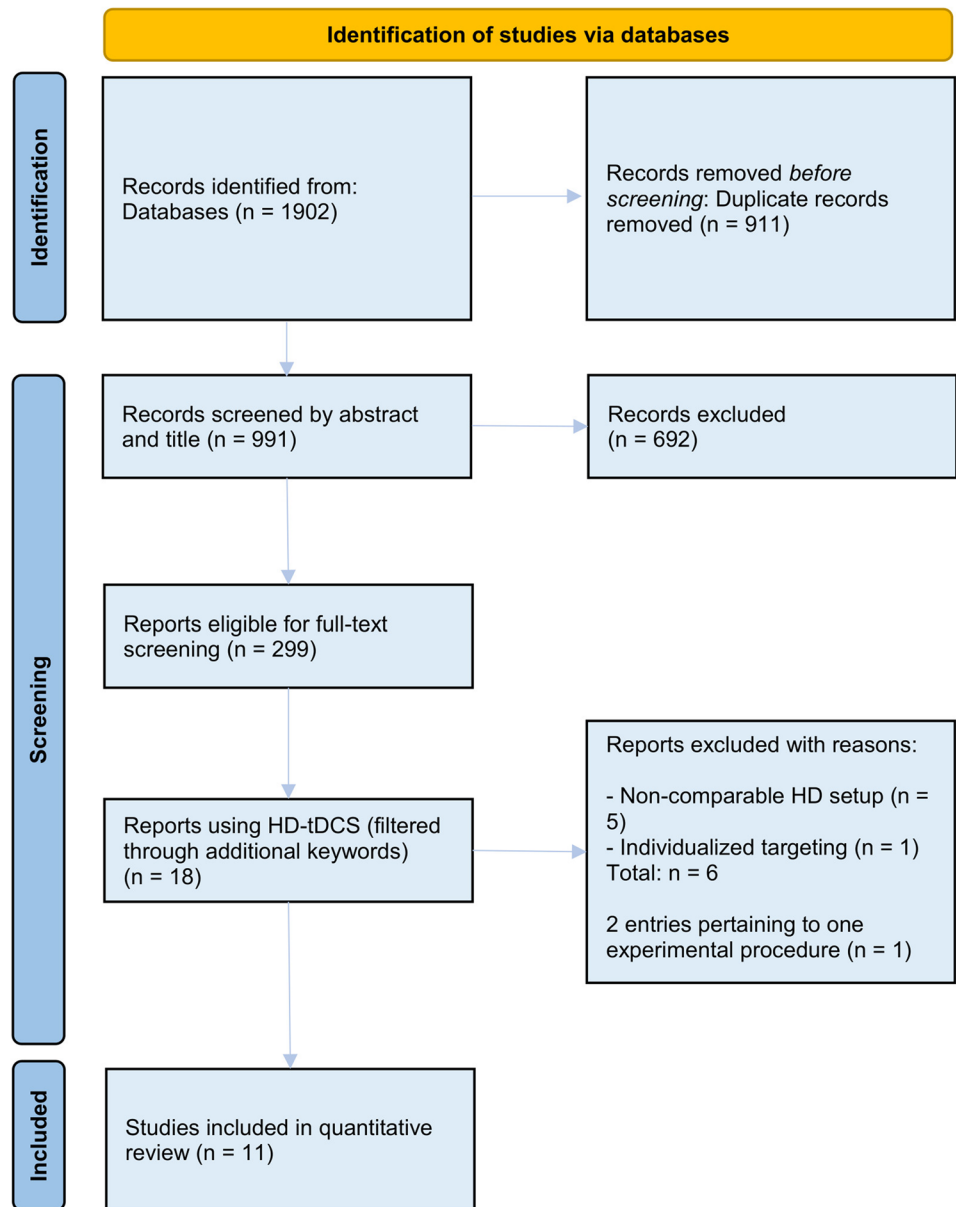 Identification of studies via databases
Identification
Records identified from:
Databases (n = 1902)
Records removed before
screening: Duplicate records
removed (n = 911)
Screening
Records screened by abstract
and title (n = 991)
Records excluded
(n = 692)
Reports eligible for full-text
screening (n = 299)
Reports using HD-tDCS (filtered
through additional keywords)
(n = 18)
Reports excluded with reasons:
- Non-comparable HD setup (n =
5)
- Individualized targeting (n = 1)
Total: n = 6
2 entries pertaining to one
experimental procedure (n = 1)
Included
Studies included in quantitative
review (n = 11)